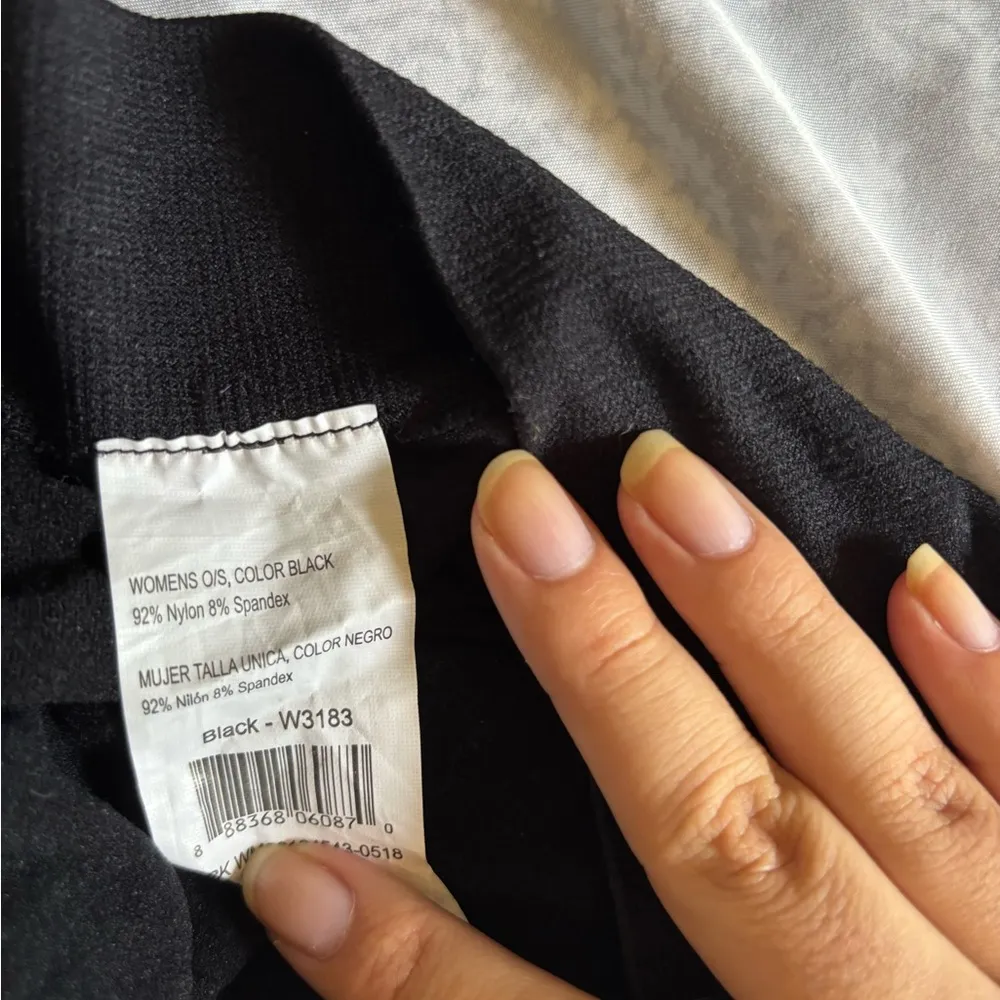 WOMENS O/S, COLOR BLACK
92% Nylon 8% Spandex
MUJER TALLA UNICA, COLOR NEGRO
92% Nilón 8% Spandex
Black - W3183
8 88368 06087 0
-0518